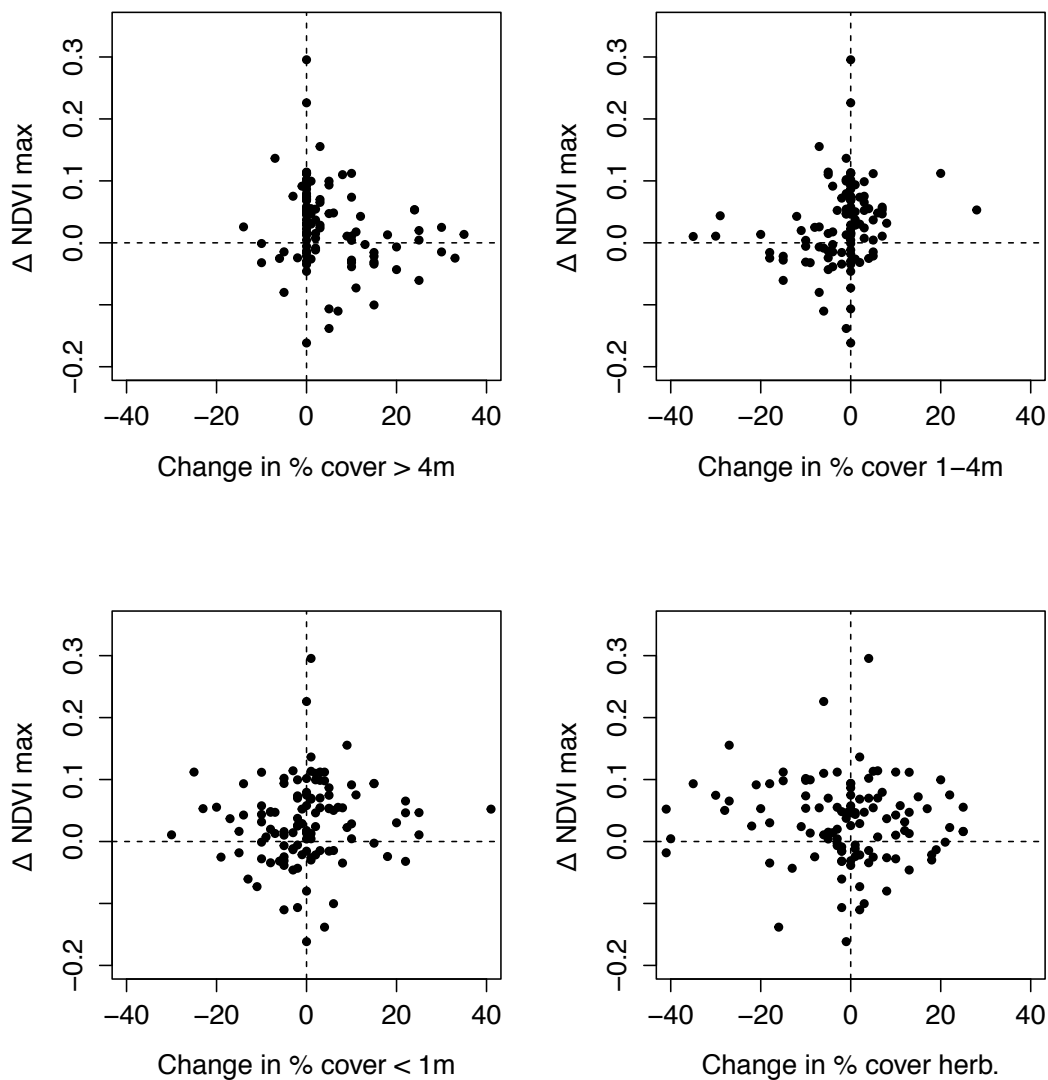 Δ NDVI max
0.3
0.2
0.1
0.0
−0.2
−40 −20 0 20 40
Change in % cover > 4m
Δ NDVI max
0.3
0.2
0.1
0.0
−0.2
−40 −20 0 20 40
Change in % cover 1−4m
Δ NDVI max
0.3
0.2
0.1
0.0
−0.2
−40 −20 0 20 40
Change in % cover < 1m
Δ NDVI max
0.3
0.2
0.1
0.0
−0.2
−40 −20 0 20 40
Change in % cover herb.